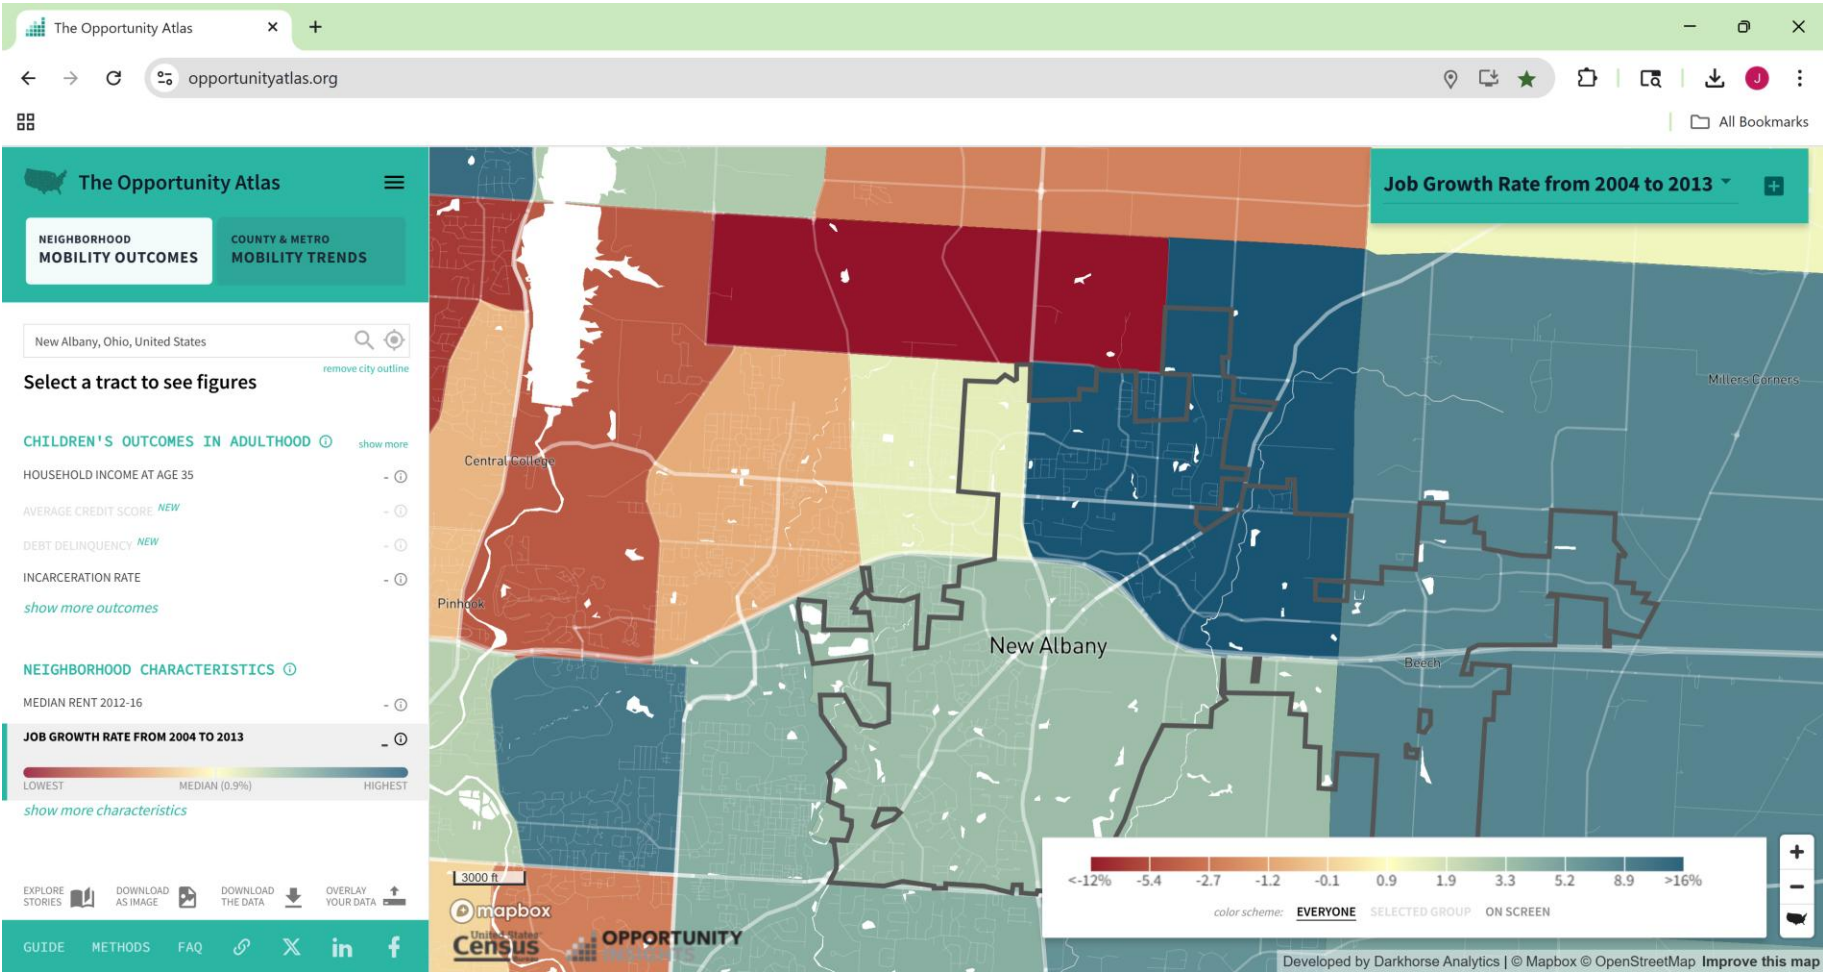 The Opportunity Atlas
opportunityatlas.org
J
All Bookmarks
The Opportunity Atlas
NEIGHBORHOOD
MOBILITY OUTCOMES
COUNTY & METRO
MOBILITY TRENDS
New Albany, Ohio, United States
remove city outline
Select a tract to see figures
CHILDREN'S OUTCOMES IN ADULTHOOD
show more
HOUSEHOLD INCOME AT AGE 35 -
AVERAGE CREDIT SCORE NEW -
DEBT DELINQUENCY NEW -
INCARCERATION RATE -
show more outcomes
NEIGHBORHOOD CHARACTERISTICS
MEDIAN RENT 2012-16 -
JOB GROWTH RATE FROM 2004 TO 2013 -
LOWEST MEDIAN (0.9%) HIGHEST
show more characteristics
EXPLORE STORIES
DOWNLOAD AS IMAGE
DOWNLOAD THE DATA
OVERLAY YOUR DATA
GUIDE METHODS FAQ
Job Growth Rate from 2004 to 2013
Millers Corners
Central College
Pinhook
New Albany
Beech
3000 ft
mapbox
United States
Census
OPPORTUNITY
INSIGHTS
<-12% -5.4 -2.7 -1.2 -0.1 0.9 1.9 3.3 5.2 8.9 >16%
color scheme: EVERYONE SELECTED GROUP ON SCREEN
Developed by Darkhorse Analytics | © Mapbox © OpenStreetMap Improve this map